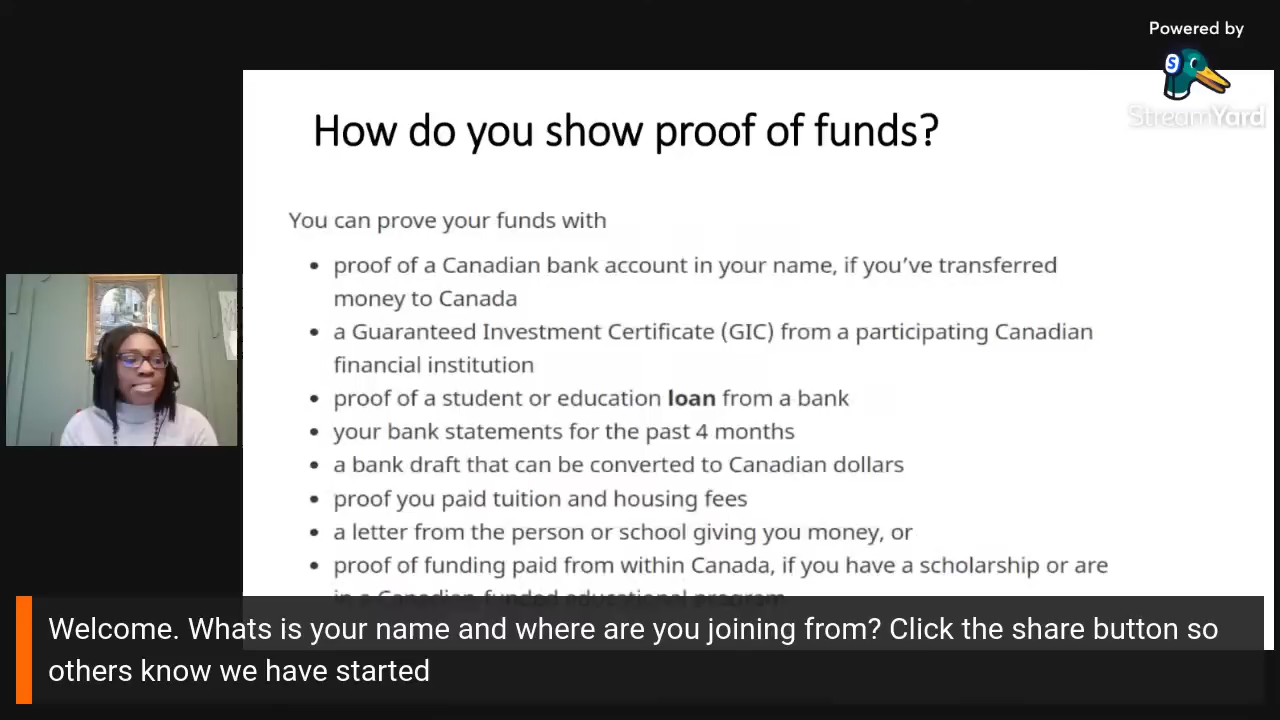 Powered by
StreamYard
How do you show proof of funds?
You can prove your funds with
• proof of a Canadian bank account in your name, if you’ve transferred
money to Canada
• a Guaranteed Investment Certificate (GIC) from a participating Canadian
financial institution
• proof of a student or education loan from a bank
• your bank statements for the past 4 months
• a bank draft that can be converted to Canadian dollars
• proof you paid tuition and housing fees
• a letter from the person or school giving you money, or
• proof of funding paid from within Canada, if you have a scholarship or are
in a Canadian-funded educational program
Welcome. Whats is your name and where are you joining from? Click the share button so
others know we have started